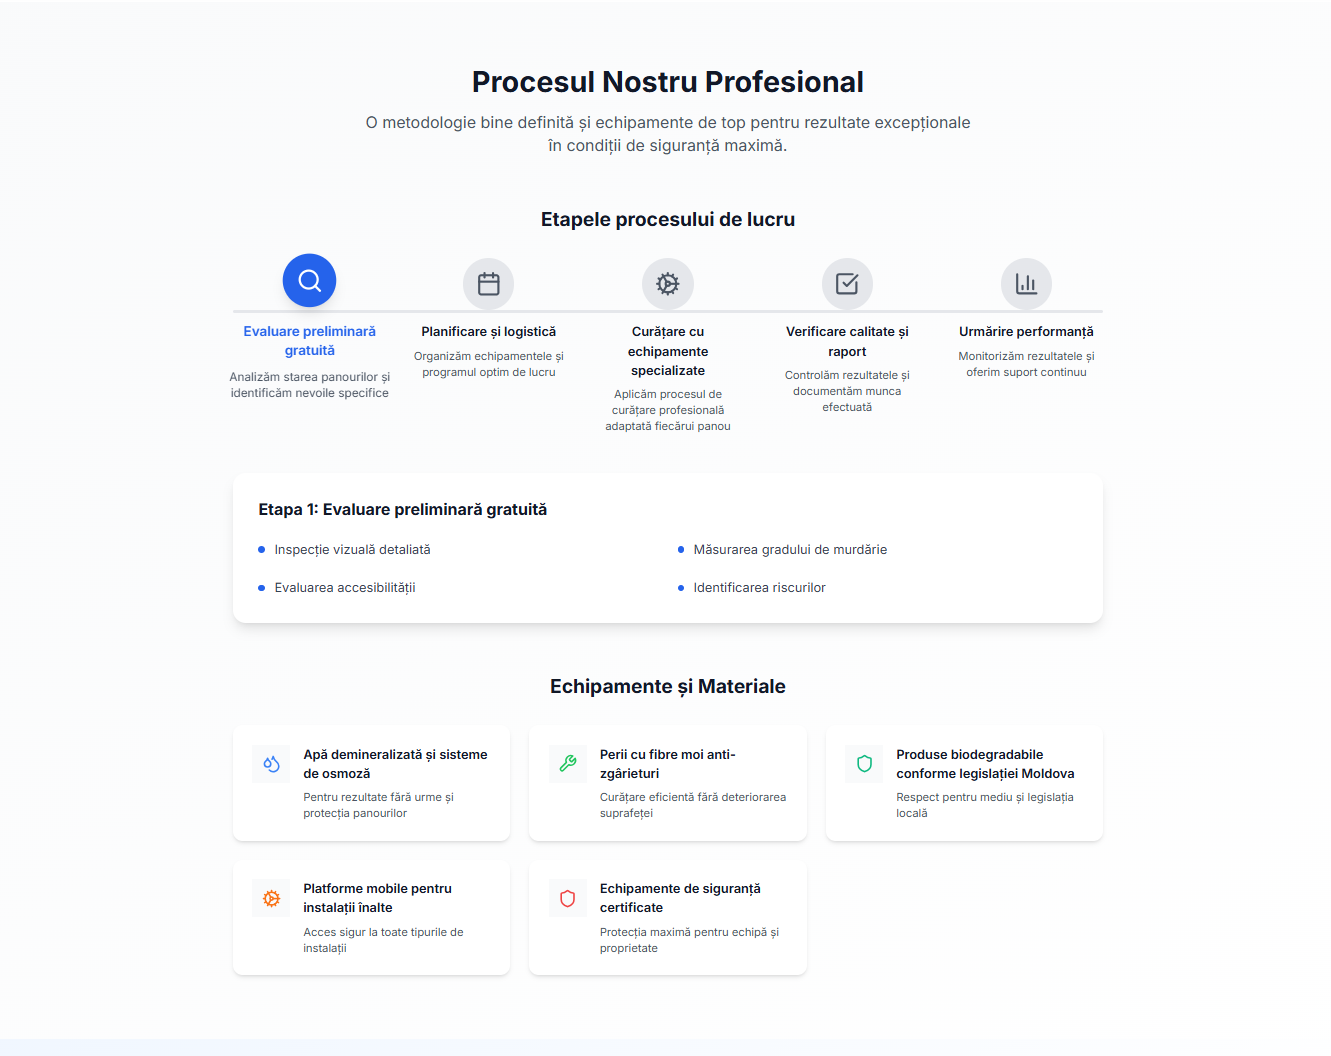 Procesul Nostru Profesional
O metodologie bine definită și echipamente de top pentru rezultate excepționale
în condiții de siguranță maximă.
Etapele procesului de lucru
Evaluare preliminară
gratuită
Analizăm starea panourilor și
identificăm nevoile specifice
Planificare și logistică
Organizăm echipamentele și
programul optim de lucru
Curățare cu
echipamente
specializate
Aplicăm procesul de
curățare profesională
adaptată fiecărui panou
Verificare calitate și
raport
Controlăm rezultatele și
documentăm munca
efectuată
Urmărire performanță
Monitorizăm rezultatele și
oferim suport continuu
Etapa 1: Evaluare preliminară gratuită
Inspecție vizuală detaliată
Măsurarea gradului de murdărie
Evaluarea accesibilității
Identificarea riscurilor
Echipamente și Materiale
Apă demineralizată și sisteme
de osmoză
Pentru rezultate fără urme și
protecția panourilor
Perii cu fibre moi anti-
zgârieturi
Curățare eficientă fără deteriorarea
suprafeței
Produse biodegradabile
conforme legislației Moldova
Respect pentru mediu și legislația
locală
Platforme mobile pentru
instalații înalte
Acces sigur la toate tipurile de
instalații
Echipamente de siguranță
certificate
Protecția maximă pentru echipă și
proprietate